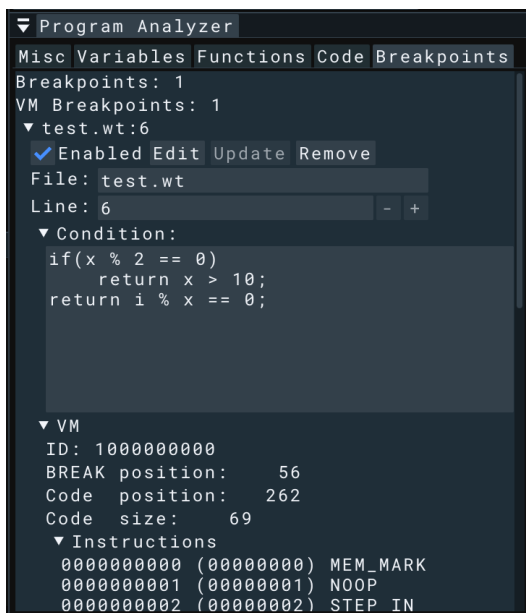 Program Analyzer
Misc Variables Functions Code Breakpoints
Breakpoints: 1
VM Breakpoints: 1
test.wt:6
Enabled Edit Update Remove
File: test.wt
Line: 6 - +
Condition:
if(x % 2 == 0)
    return x > 10;
return i % x == 0;
VM
ID: 1000000000
BREAK position: 56
Code position: 262
Code size: 69
Instructions
0000000000 (00000000) MEM_MARK
0000000001 (00000001) NOOP
0000000002 (00000002) STEP_IN